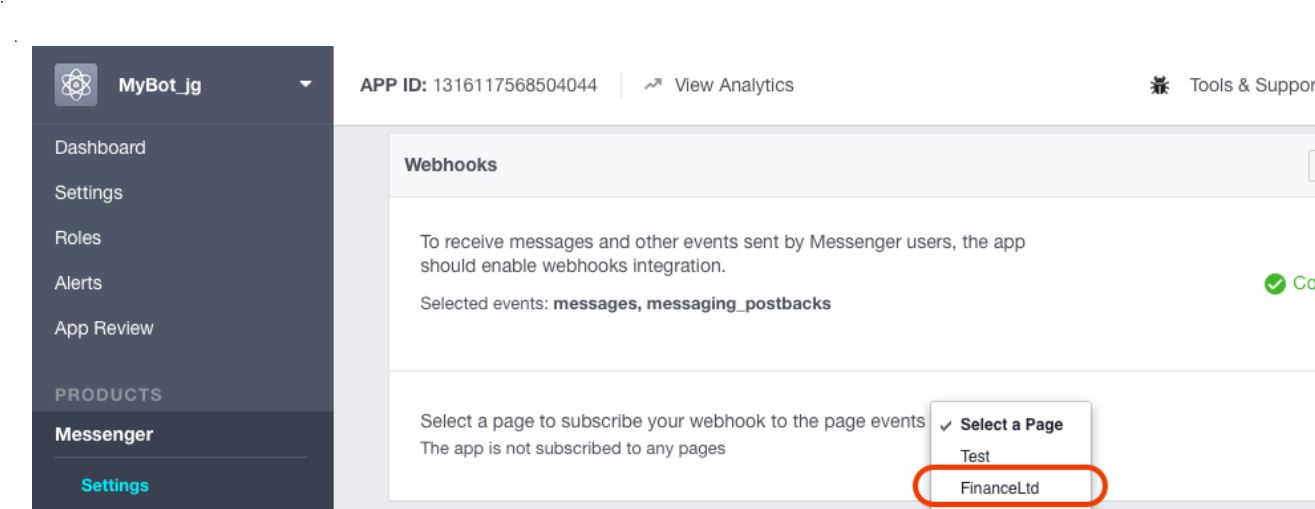 MyBot_jg
APP ID: 1316117568504044
View Analytics
Tools & Suppor
Dashboard
Settings
Roles
Alerts
App Review
PRODUCTS
Messenger
Settings
Webhooks
To receive messages and other events sent by Messenger users, the app
should enable webhooks integration.
Selected events: messages, messaging_postbacks
Co
Select a page to subscribe your webhook to the page events
The app is not subscribed to any pages
Select a Page
Test
FinanceLtd